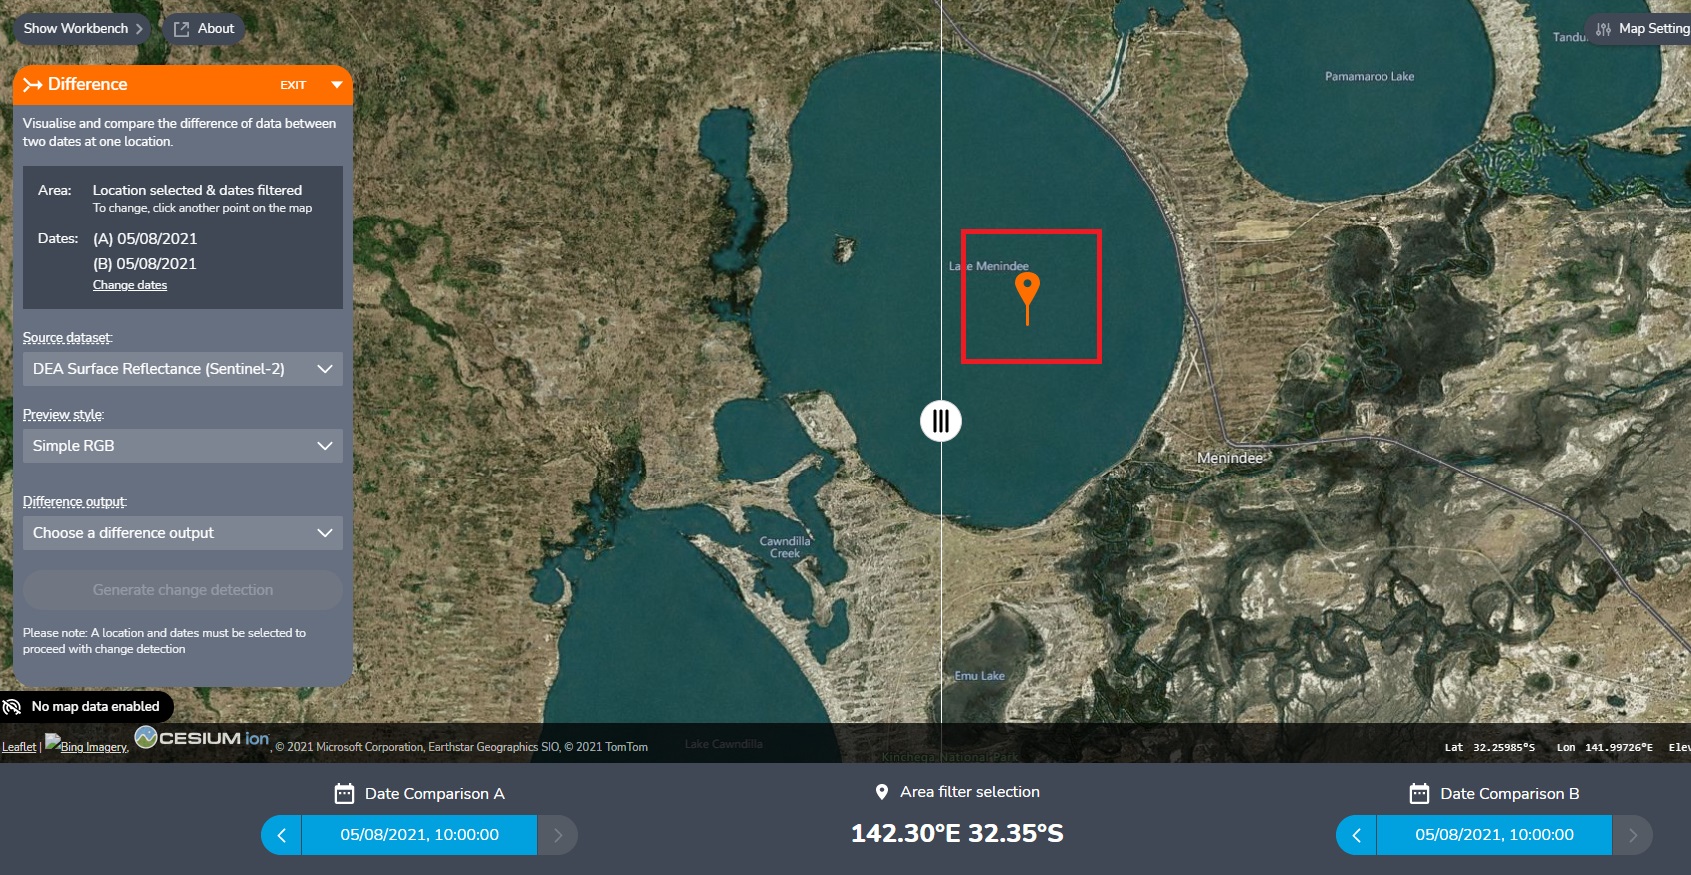 Show Workbench
About
Map Setting
Difference
EXIT
Visualise and compare the difference of data between
two dates at one location.
Area:
Location selected & dates filtered
To change, click another point on the map
Dates:
(A) 05/08/2021
(B) 05/08/2021
Change dates
Source dataset:
DEA Surface Reflectance (Sentinel-2)
Preview style:
Simple RGB
Difference output:
Choose a difference output
Generate change detection
Please note: A location and dates must be selected to
proceed with change detection
No map data enabled
Tandu
Pamamaroo Lake
Lake Menindee
Menindee
Cawndilla
Creek
Emu Lake
Lake Cawndilla
Kinchega National Park
Leaflet | Bing Imagery, CESIUM ion, © 2021 Microsoft Corporation, Earthstar Geographics SIO, © 2021 TomTom
Lat 32.25985°S Lon 141.99726°E Elev
Date Comparison A
05/08/2021, 10:00:00
Area filter selection
142.30°E 32.35°S
Date Comparison B
05/08/2021, 10:00:00